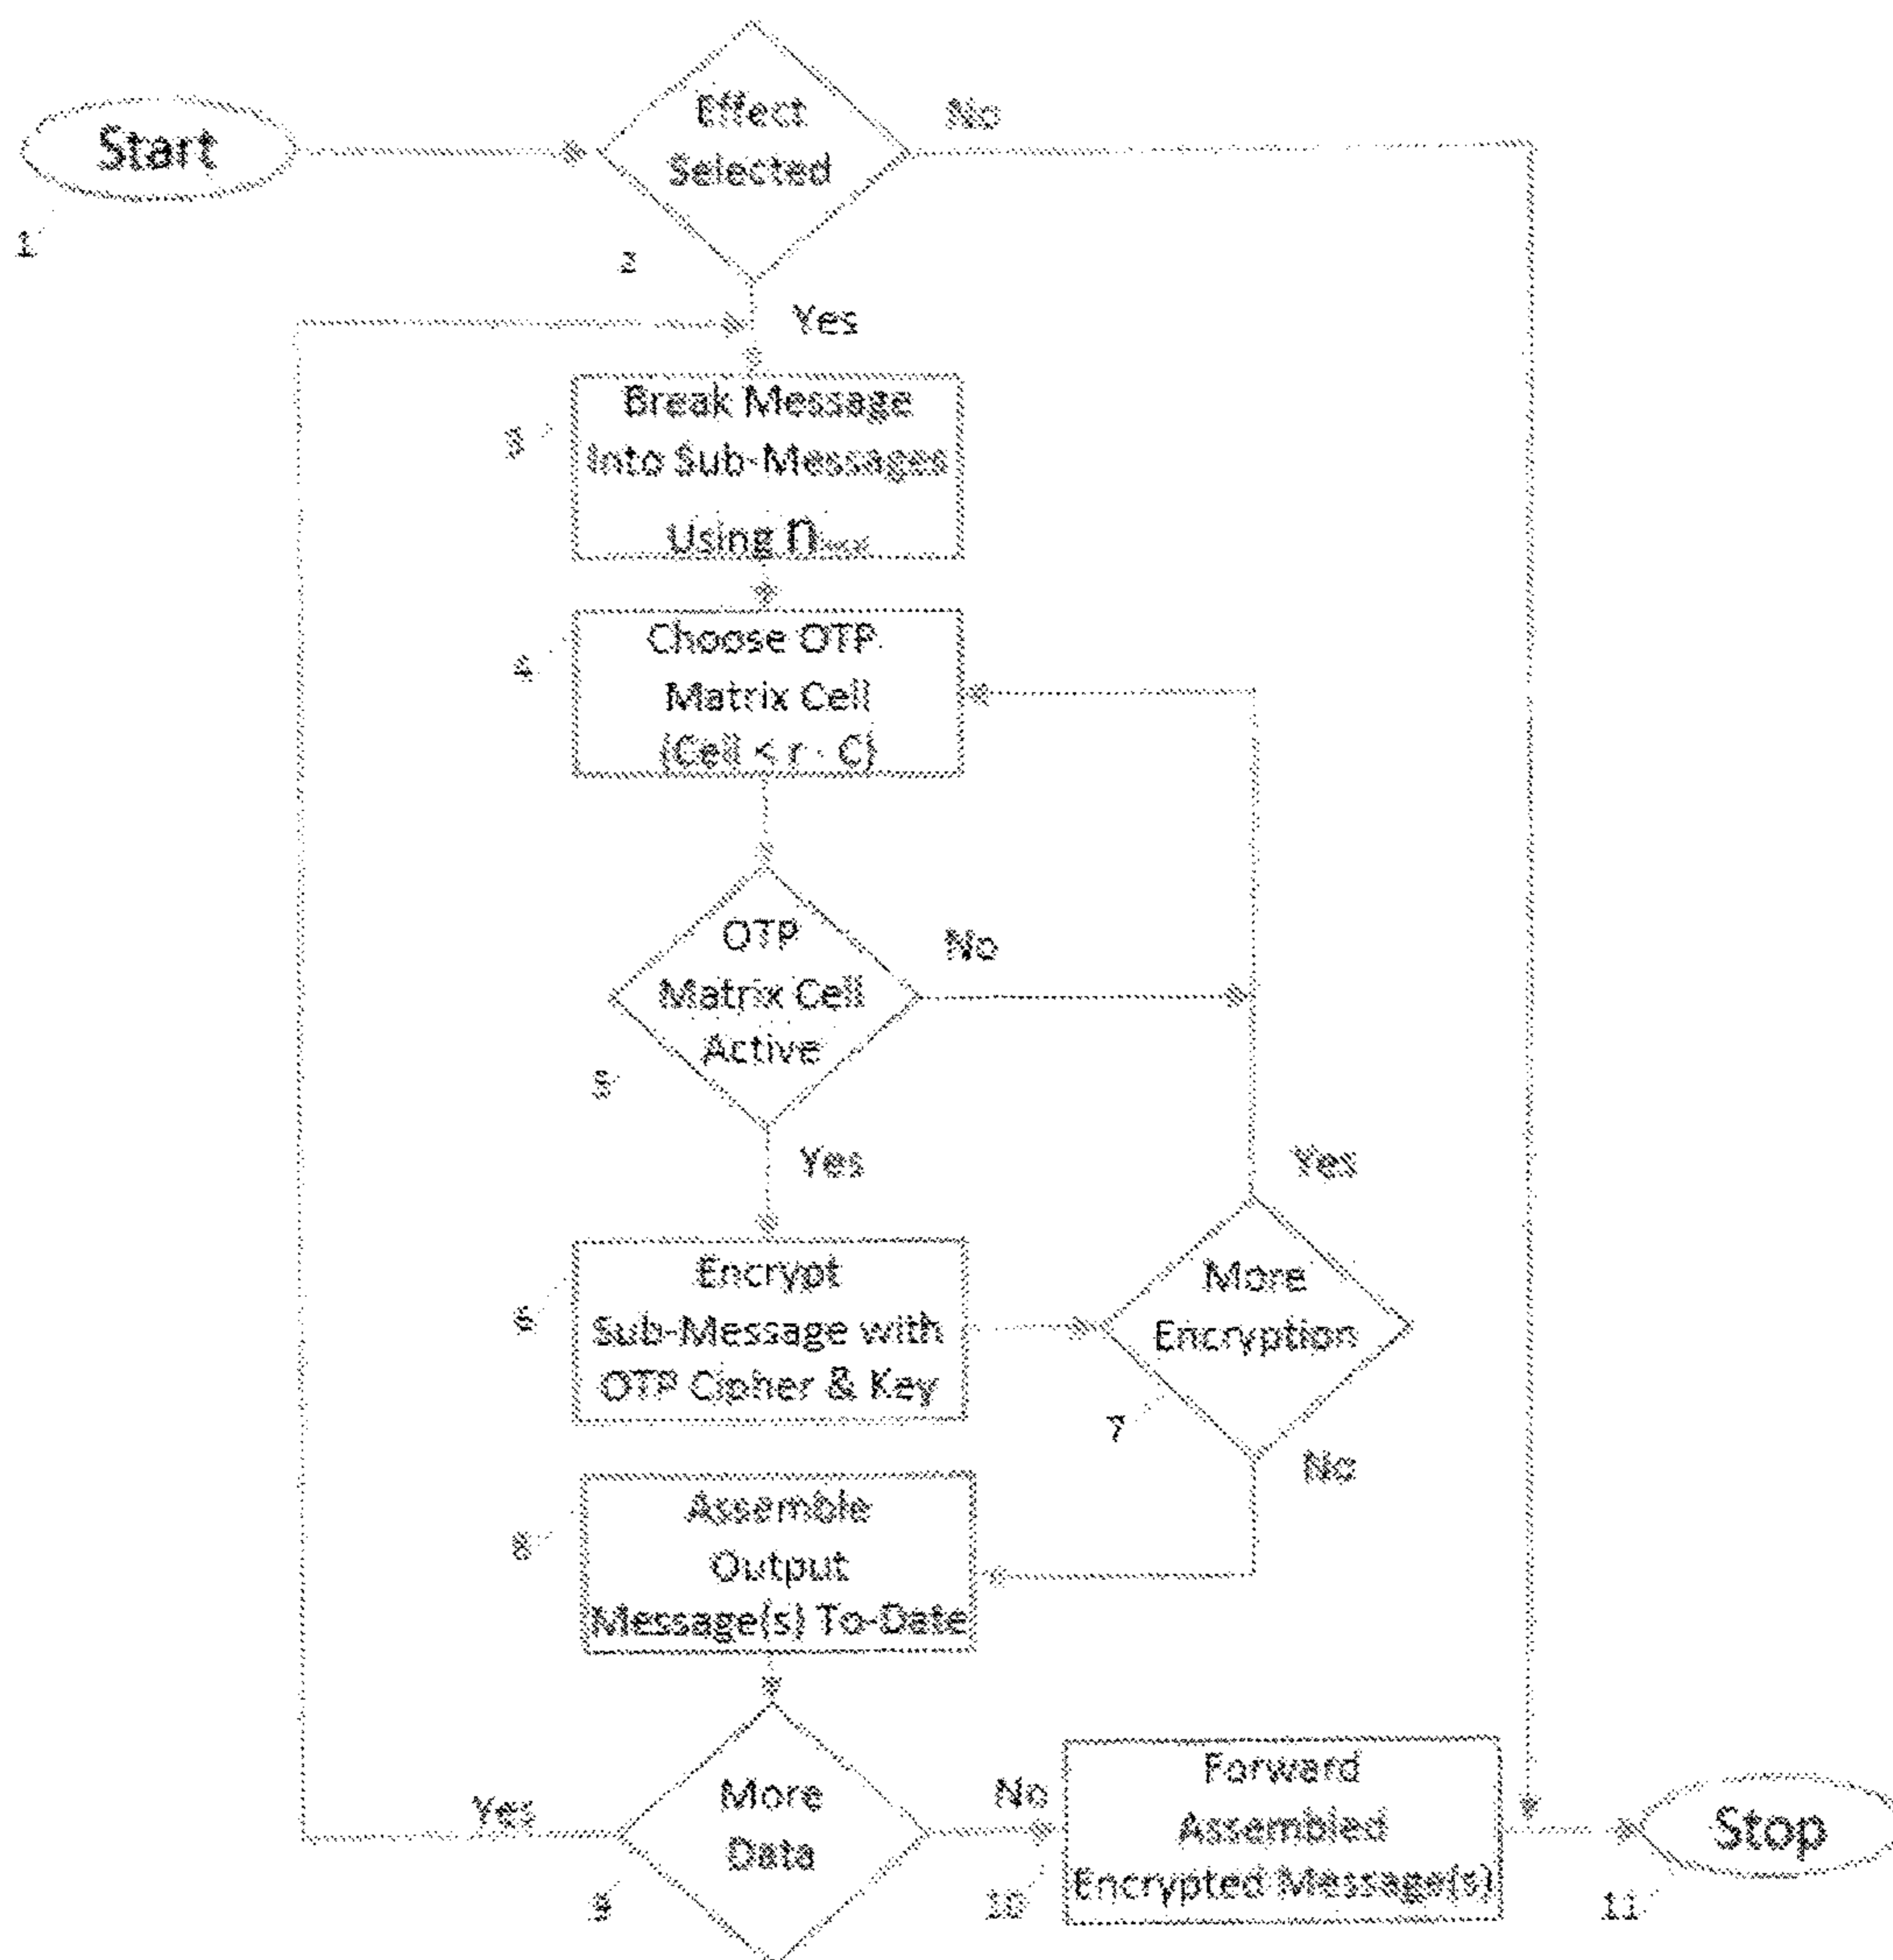 Start
1
Effect
Selected
No
2
Yes
Break Message
Into Sub-Messages
Using n
3
Choose OTP
Matrix Cell
(Cell < r · C)
4
OTP
Matrix Cell
Active
No
5
Yes
Encrypt
Sub-Message with
OTP Cipher & Key
6
More
Encryption
Yes
7
No
Assemble
Output
Message(s) To-Date
8
More
Data
Yes
No
9
Forward
Assembled
Encrypted Message(s)
10
Stop
11